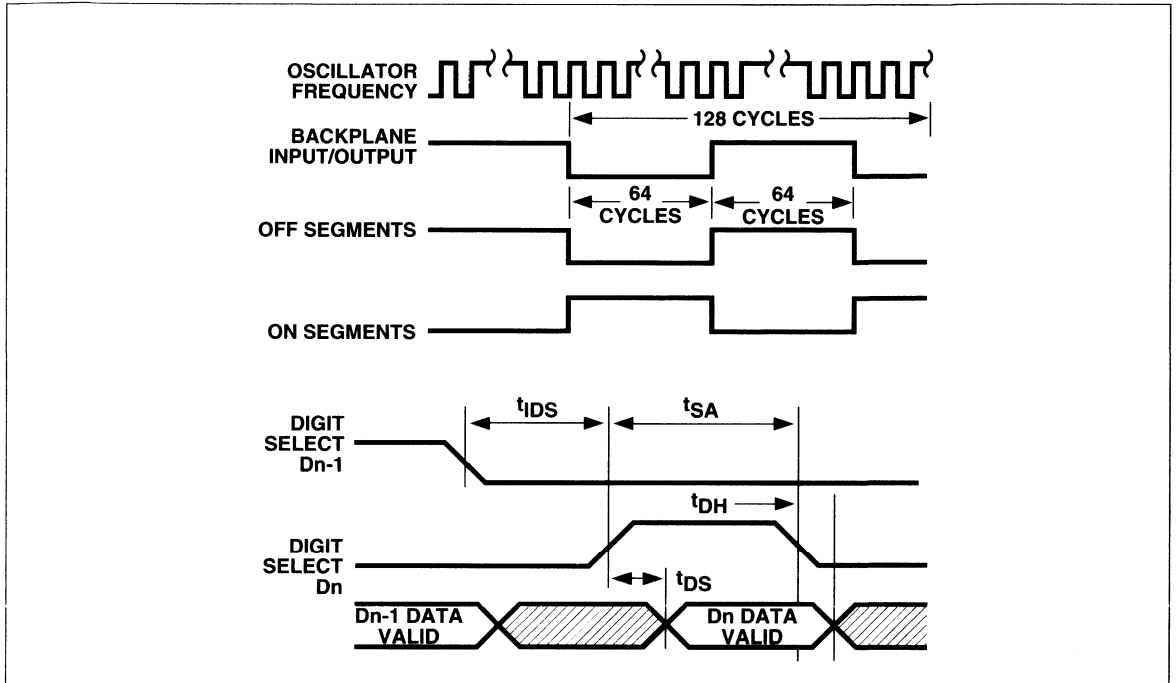 OSCILLATOR
FREQUENCY
128 CYCLES
BACKPLANE
INPUT/OUTPUT
64
CYCLES
64
CYCLES
OFF SEGMENTS
ON SEGMENTS
tIDS
tSA
DIGIT
SELECT
Dn-1
tDH
DIGIT
SELECT
Dn
tDS
Dn-1 DATA
VALID
Dn DATA
VALID